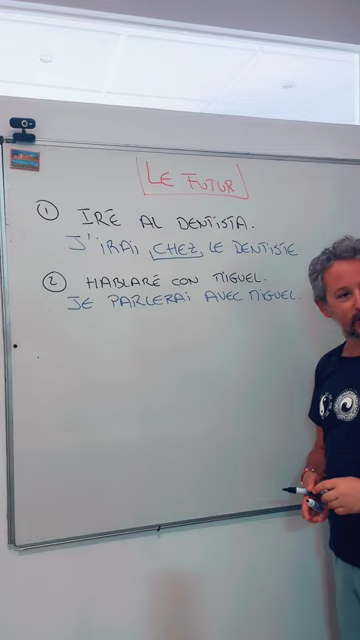 LE FUTUR
1 IRÉ AL DENTISTA.
J'IRAI CHEZ LE DENTISTE
2 HABLARÉ CON MIGUEL.
JE PARLERAI AVEC MIGUEL.